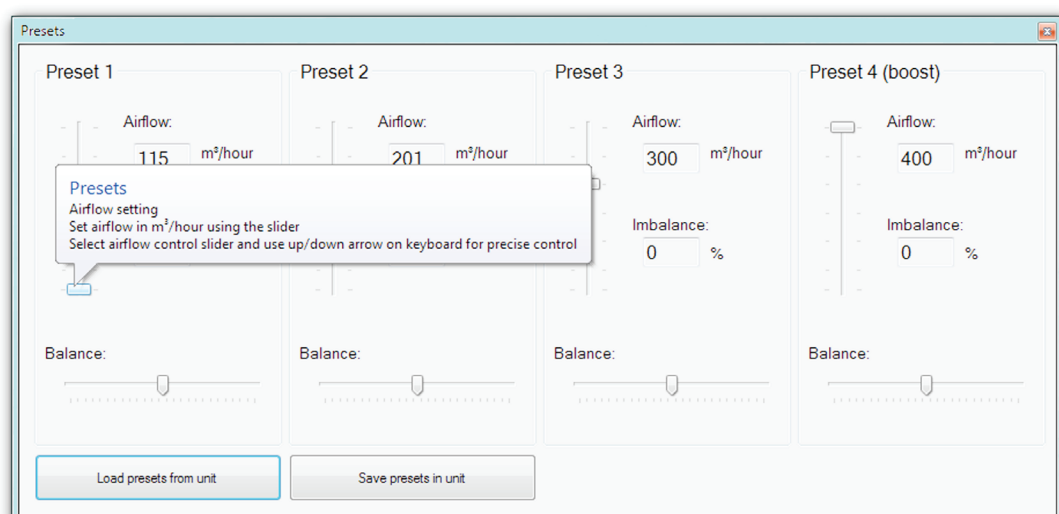 Presets
Preset 1
Airflow:
115 m³/hour
Balance:
Preset 2
Airflow:
201 m³/hour
Balance:
Preset 3
Airflow:
300 m³/hour
Imbalance:
0 %
Balance:
Preset 4 (boost)
Airflow:
400 m³/hour
Imbalance:
0 %
Balance:
Presets
Airflow setting
Set airflow in m³/hour using the slider
Select airflow control slider and use up/down arrow on keyboard for precise control
Load presets from unit
Save presets in unit